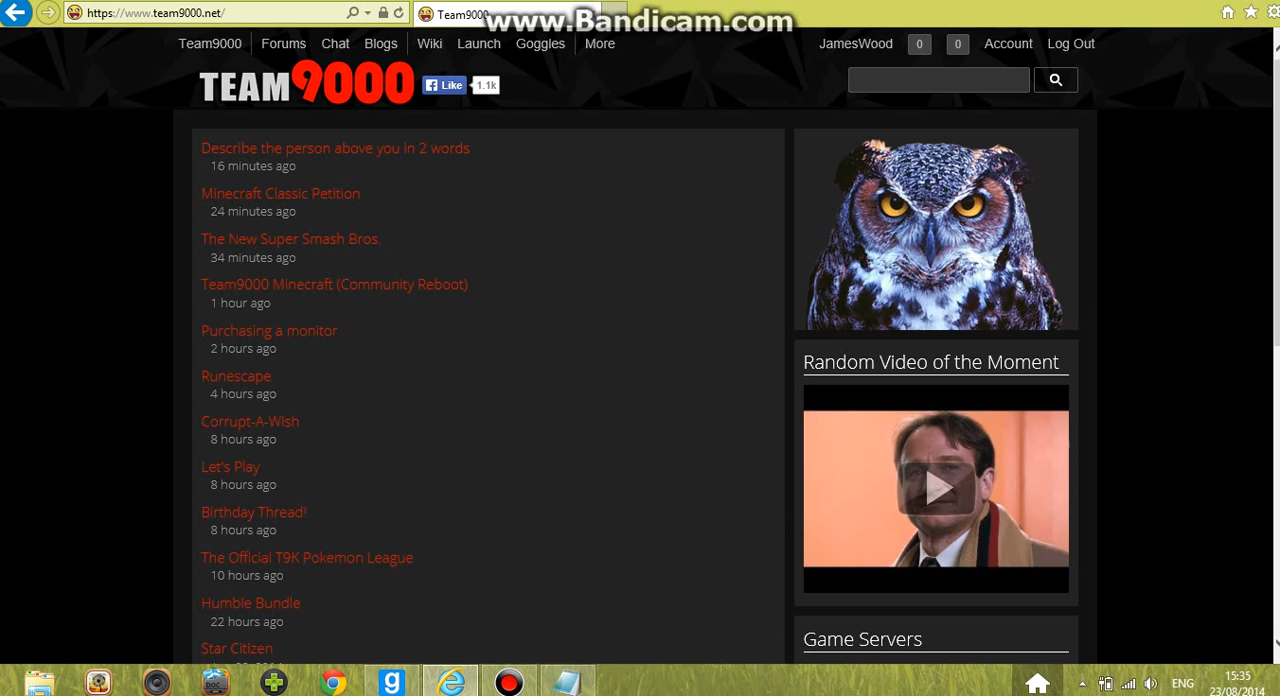 https://www.team9000.net/
Team9000
www.Bandicam.com
Team9000 Forums Chat Blogs Wiki Launch Goggles More
JamesWood 0 0 Account Log Out
TEAM9000
Like 1.1k
Describe the person above you in 2 words
16 minutes ago
Minecraft Classic Petition
24 minutes ago
The New Super Smash Bros.
34 minutes ago
Team9000 Minecraft (Community Reboot)
1 hour ago
Purchasing a monitor
2 hours ago
Runescape
4 hours ago
Corrupt-A-Wish
8 hours ago
Let's Play
8 hours ago
Birthday Thread!
8 hours ago
The Official T9K Pokemon League
10 hours ago
Humble Bundle
22 hours ago
Star Citizen
Random Video of the Moment
Game Servers
ENG
15:35
23/08/2014